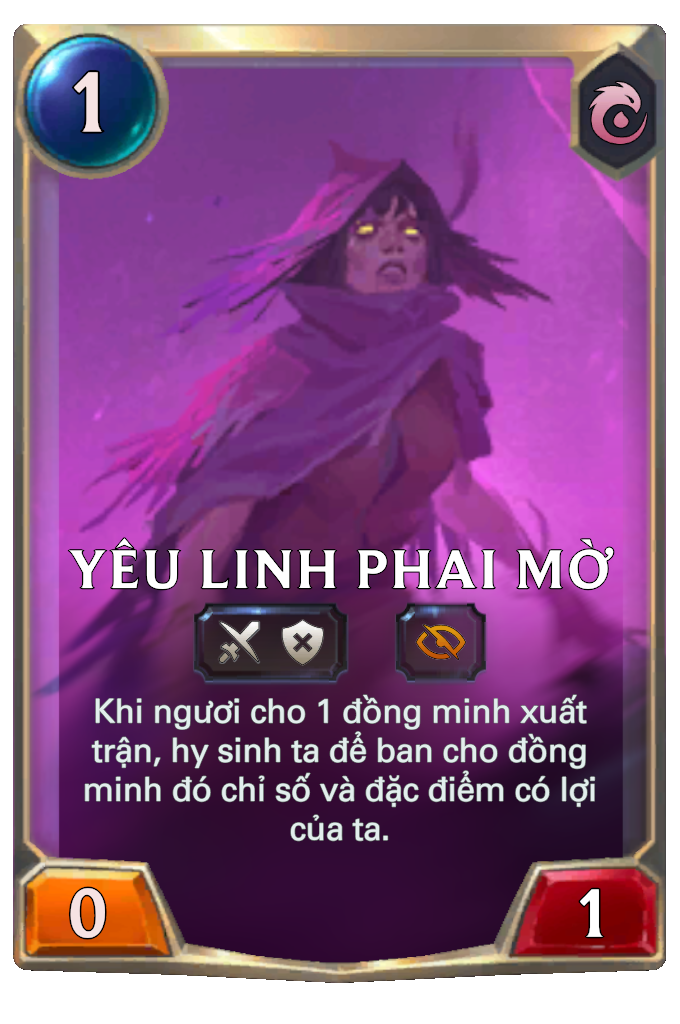 1
YÊU LINH PHAI MỜ
Khi ngươi cho 1 đồng minh xuất
trận, hy sinh ta để ban cho đồng
minh đó chỉ số và đặc điểm có lợi
của ta.
0
1